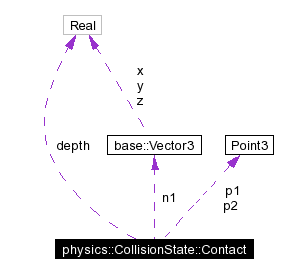 Real
x
y
z
depth
base::Vector3
Point3
n1
p1
p2
physics::CollisionState::Contact